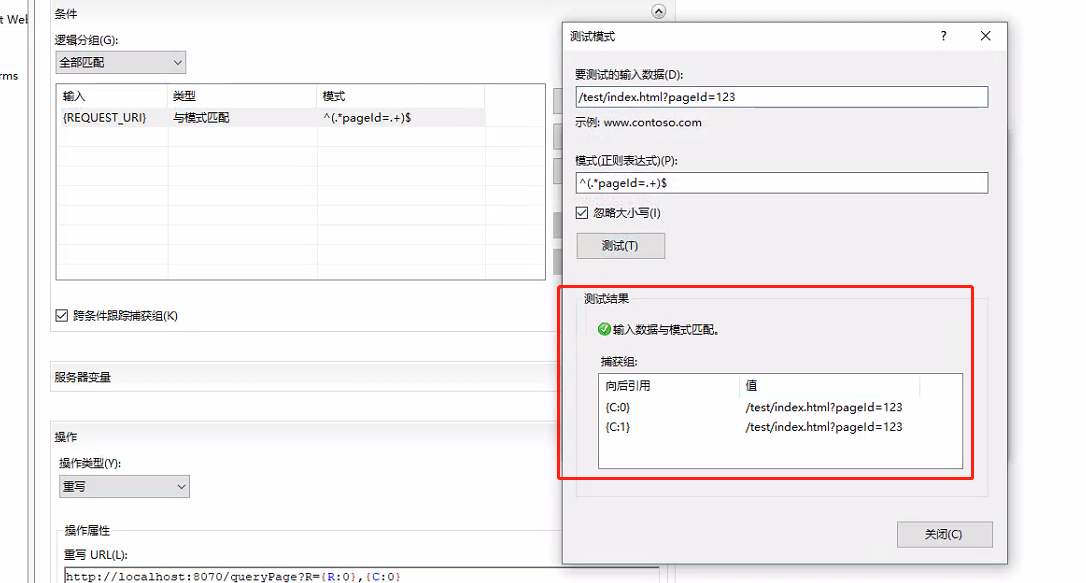 条件
t Wel
逻辑分组(G):
全部匹配
rms
输入 类型 模式
{REQUEST_URI} 与模式匹配 ^(.*pageId=.+)$
跨条件跟踪捕获组(K)
服务器变量
操作
操作类型(Y):
重写
操作属性
重写 URL(L):
http://localhost:8070/queryPage?R={R:0},{C:0}
测试模式
?
要测试的输入数据(D):
/test/index.html?pageId=123
示例: www.contoso.com
模式(正则表达式)(P):
^(.*pageId=.+)$
忽略大小写(I)
测试(T)
测试结果
输入数据与模式匹配。
捕获组:
向后引用 值
{C:0} /test/index.html?pageId=123
{C:1} /test/index.html?pageId=123
关闭(C)